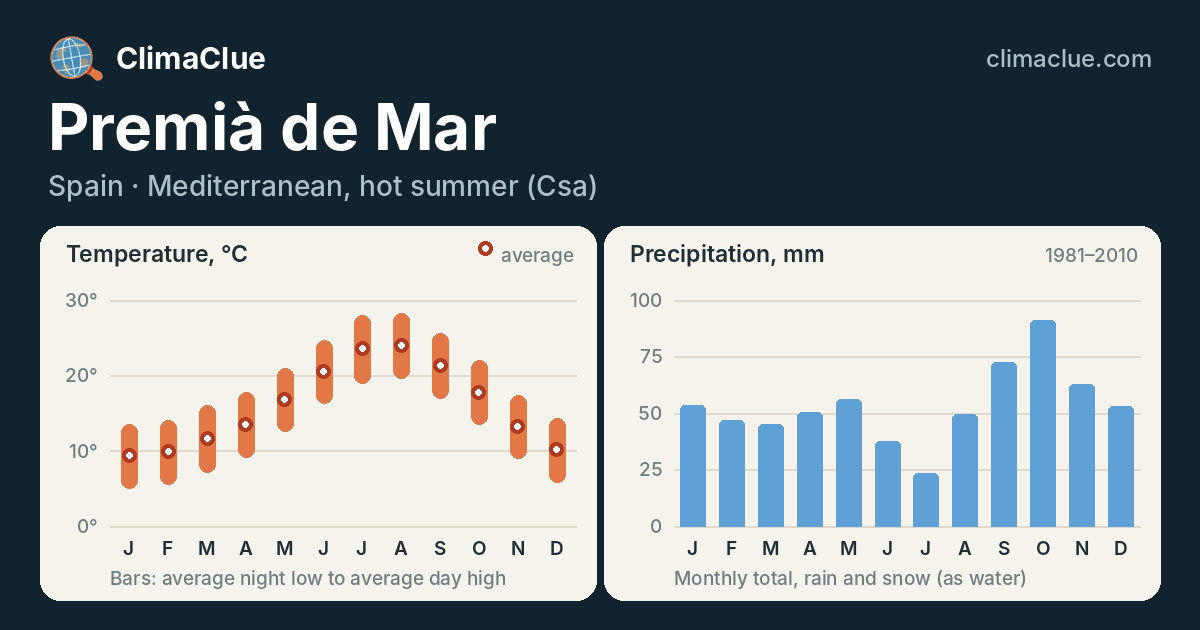 ClimaClue
climaclue.com
Premià de Mar
Spain · Mediterranean, hot summer (Csa)
Temperature, °C
average
30°
20°
10°
0°
J F M A M J J A S O N D
Bars: average night low to average day high
Precipitation, mm
1981–2010
100
75
50
25
0
J F M A M J J A S O N D
Monthly total, rain and snow (as water)